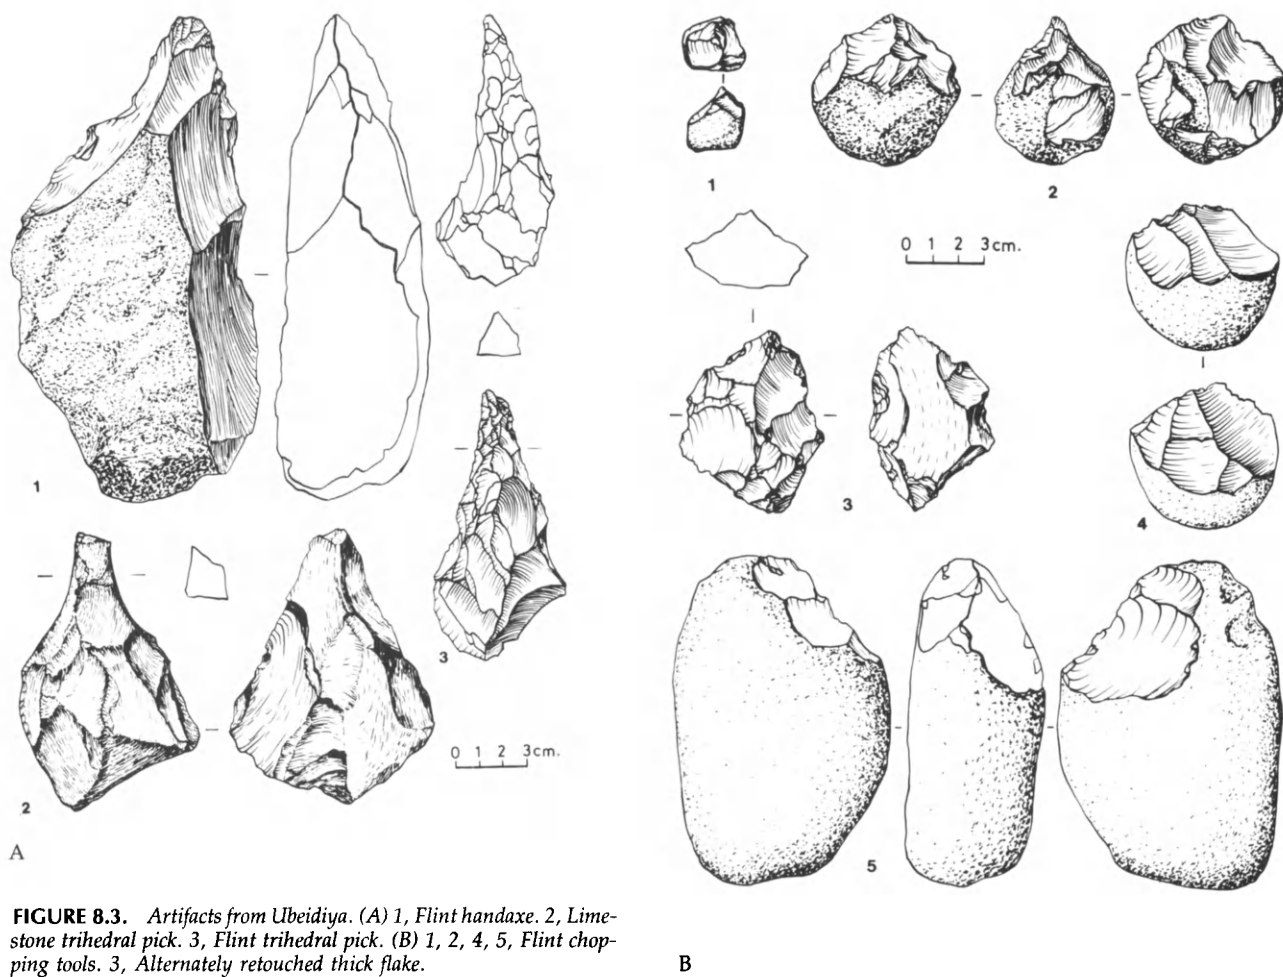 A
1
2
3
0 1 2 3cm.
A
1
2
0 1 2 3cm.
3
4
5
B
FIGURE 8.3. Artifacts from Ubeidiya. (A) 1, Flint handaxe. 2, Lime-
stone trihedral pick. 3, Flint trihedral pick. (B) 1, 2, 4, 5, Flint chop-
ping tools. 3, Alternately retouched thick flake.